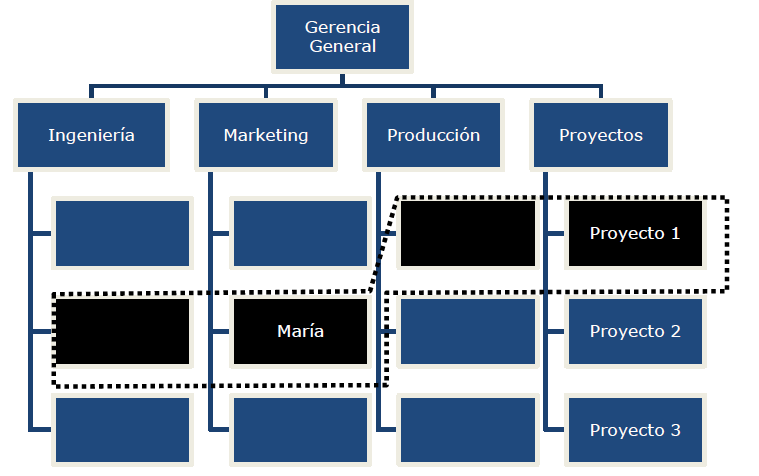 Gerencia
General
Ingeniería
Marketing
Producción
Proyectos
Proyecto 1
María
Proyecto 2
Proyecto 3